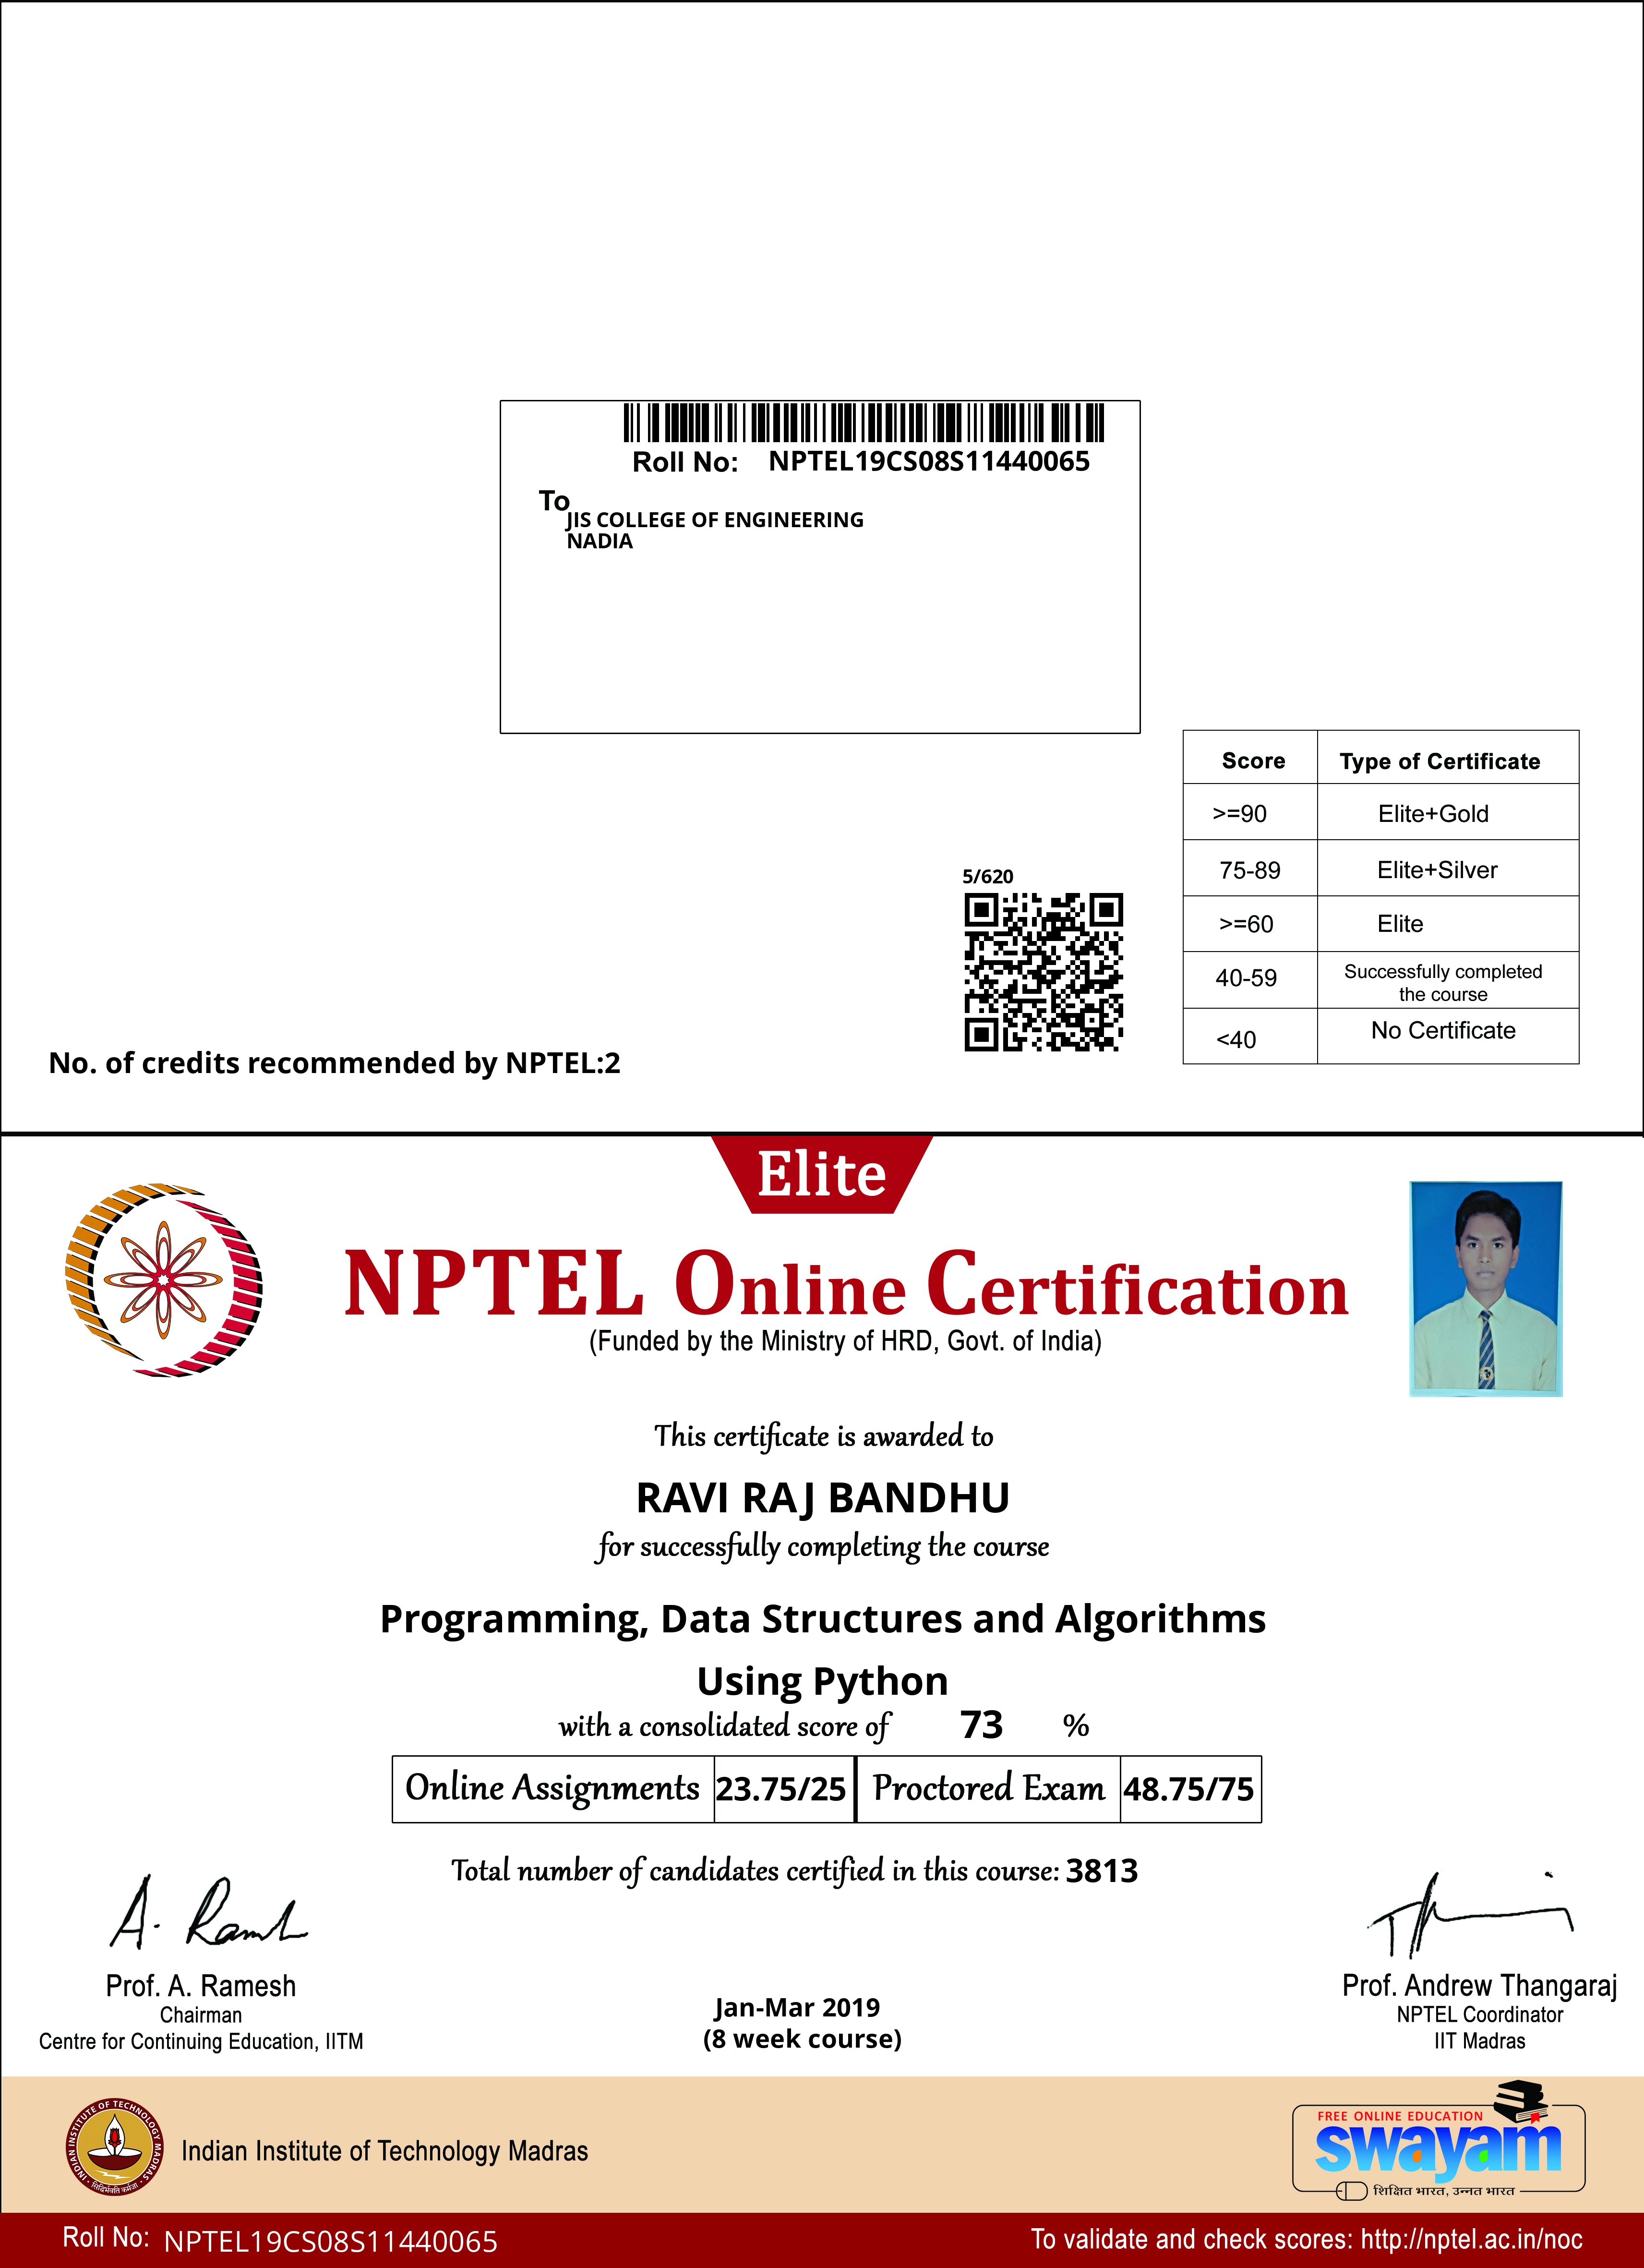 Roll No: NPTEL19CS08S11440065
To
JIS COLLEGE OF ENGINEERING
NADIA
Score Type of Certificate
>=90 Elite+Gold
75-89 Elite+Silver
>=60 Elite
40-59 Successfully completed
the course
<40 No Certificate
5/620
No. of credits recommended by NPTEL:2
Elite
NPTEL Online Certification
(Funded by the Ministry of HRD, Govt. of India)
This certificate is awarded to
RAVI RAJ BANDHU
for successfully completing the course
Programming, Data Structures and Algorithms
Using Python
with a consolidated score of 73 %
Online Assignments 23.75/25 Proctored Exam 48.75/75
Total number of candidates certified in this course: 3813
A. Ramesh
Prof. A. Ramesh
Chairman
Centre for Continuing Education, IITM
Jan-Mar 2019
(8 week course)
Prof. Andrew Thangaraj
NPTEL Coordinator
IIT Madras
INDIAN INSTITUTE OF TECHNOLOGY MADRAS
सिद्धिर्भवति कर्मजा
Indian Institute of Technology Madras
FREE ONLINE EDUCATION
swayam
शिक्षित भारत, उन्नत भारत
Roll No: NPTEL19CS08S11440065
To validate and check scores: http://nptel.ac.in/noc